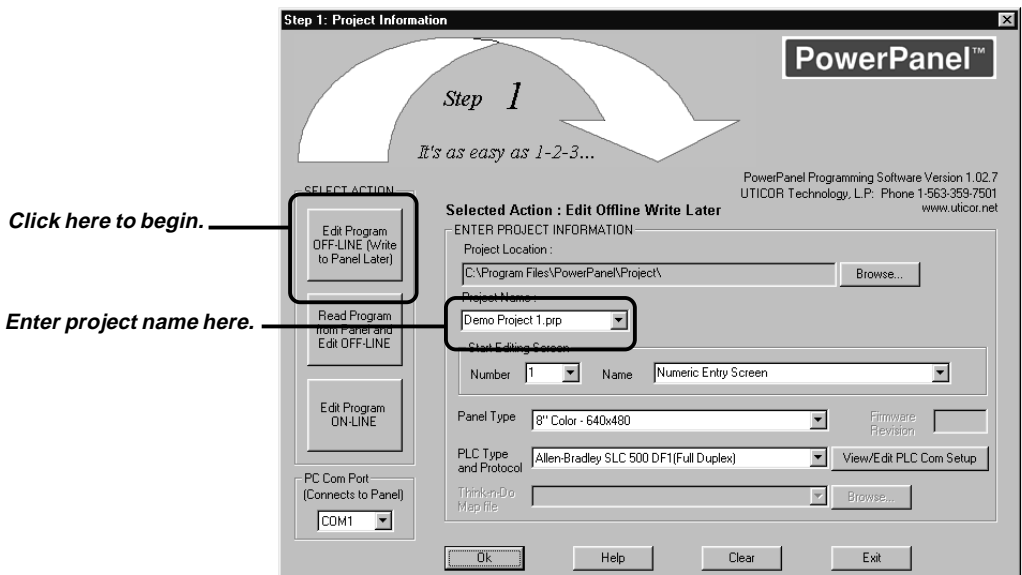 Step 1: Project Information
PowerPanel™
Step 1
It's as easy as 1-2-3...
PowerPanel Programming Software Version 1.02.7
UTICOR Technology, L.P: Phone 1-563-359-7501
www.uticor.net
SELECT ACTION
Click here to begin.
Edit Program
OFF-LINE (Write
to Panel Later)
Enter project name here.
Read Program
from Panel and
Edit OFF-LINE
Edit Program
ON-LINE
PC Com Port
(Connects to Panel)
COM1
Selected Action : Edit Offline Write Later
ENTER PROJECT INFORMATION
Project Location :
C:\Program Files\PowerPanel\Project\
Browse...
Project Name :
Demo Project 1.prp
Start Editing Screen
Number 1 Name Numeric Entry Screen
Panel Type 8'' Color - 640x480
Firmware
Revision
PLC Type
and Protocol
Allen-Bradley SLC 500 DF1(Full Duplex)
View/Edit PLC Com Setup
Think-n-Do
Map file
Browse...
Ok Help Clear Exit